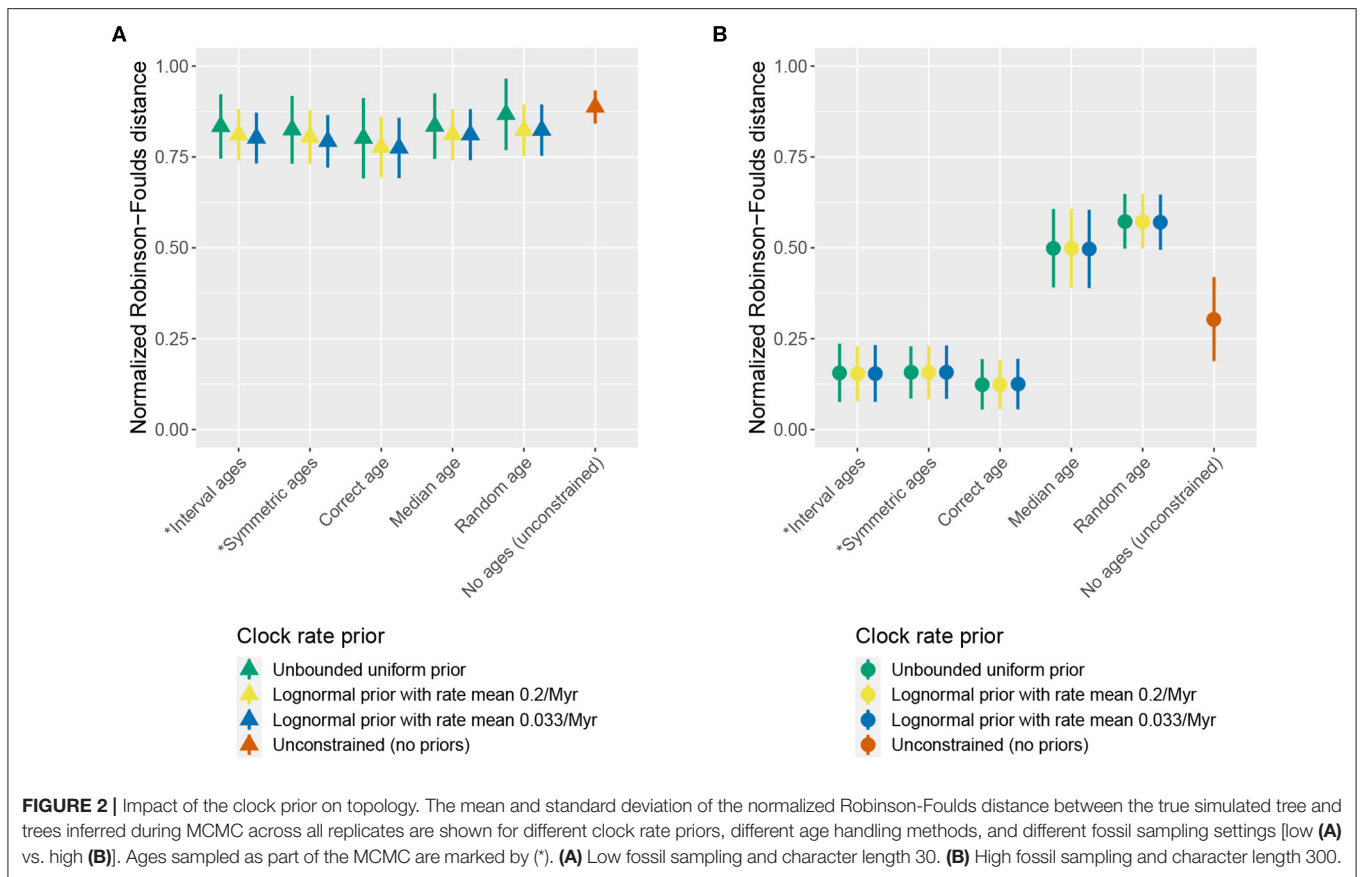 A
Normalized Robinson−Foulds distance
1.00
0.75
0.50
0.25
0.00
*Interval ages
*Symmetric ages
Correct age
Median age
Random age
No ages (unconstrained)
Clock rate prior
Unbounded uniform prior
Lognormal prior with rate mean 0.2/Myr
Lognormal prior with rate mean 0.033/Myr
Unconstrained (no priors)
B
Normalized Robinson−Foulds distance
1.00
0.75
0.50
0.25
0.00
*Interval ages
*Symmetric ages
Correct age
Median age
Random age
No ages (unconstrained)
Clock rate prior
Unbounded uniform prior
Lognormal prior with rate mean 0.2/Myr
Lognormal prior with rate mean 0.033/Myr
Unconstrained (no priors)
FIGURE 2 | Impact of the clock prior on topology. The mean and standard deviation of the normalized Robinson-Foulds distance between the true simulated tree and
trees inferred during MCMC across all replicates are shown for different clock rate priors, different age handling methods, and different fossil sampling settings [low (A)
vs. high (B)]. Ages sampled as part of the MCMC are marked by (*). (A) Low fossil sampling and character length 30. (B) High fossil sampling and character length 300.